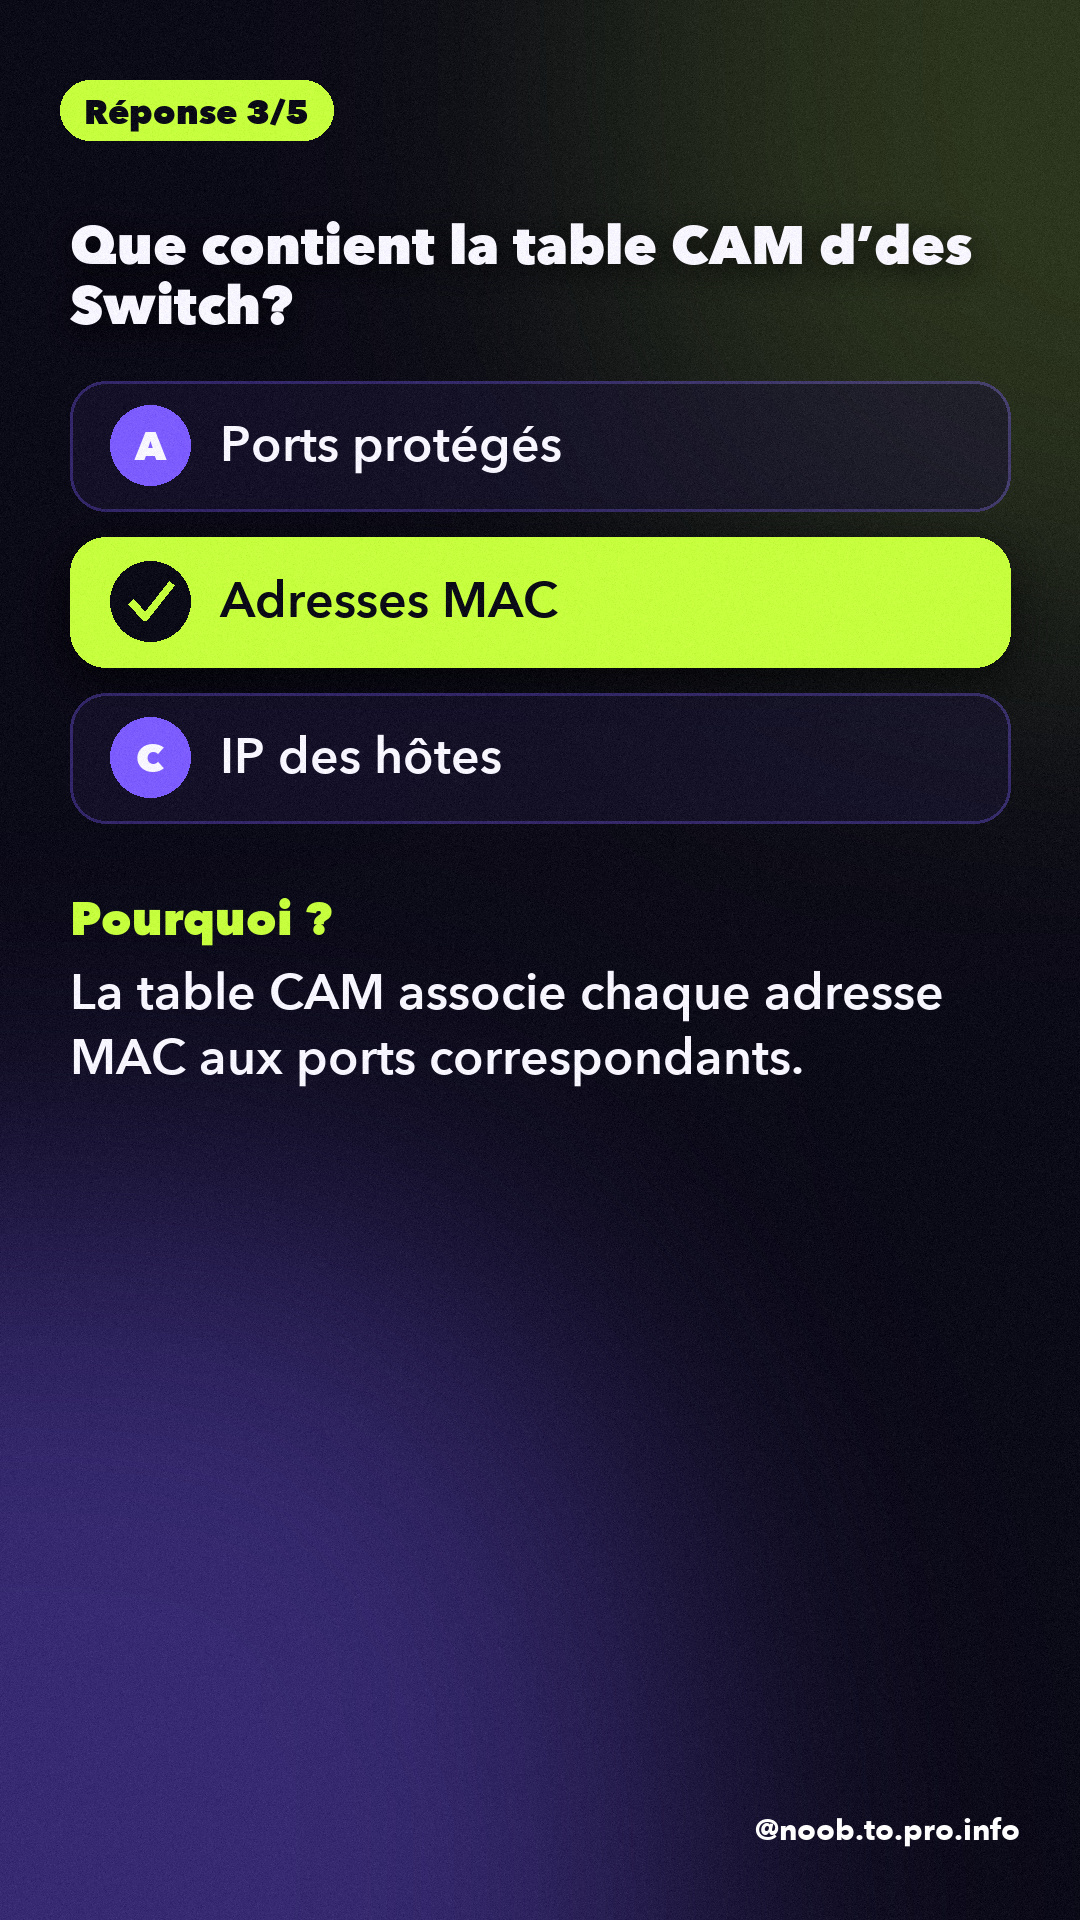 Réponse 3/5
Que contient la table CAM d’des
Switch?
A Ports protégés
Adresses MAC
C IP des hôtes
Pourquoi ?
La table CAM associe chaque adresse
MAC aux ports correspondants.
@noob.to.pro.info